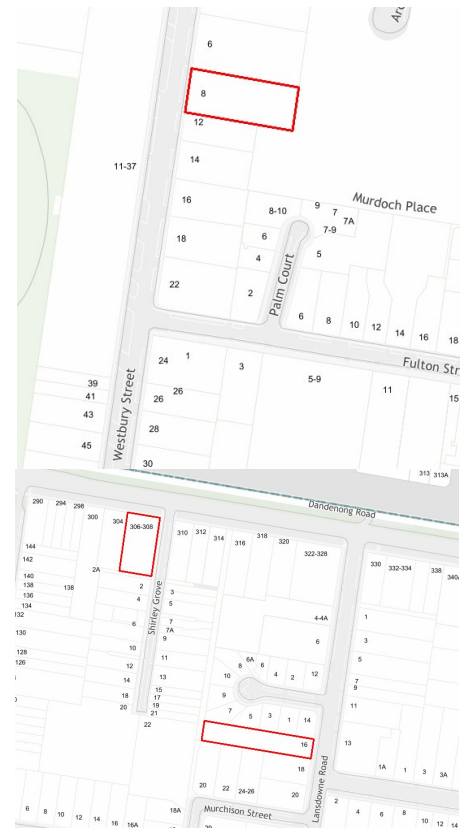 Arc
6
8
12
11-37
14
16
18
22
8-10
9
7
7A
7-9
6
4
5
2
Murdoch Place
Palm Court
6 8 10 12 14 16 18
Fulton Str
Westbury Street
24 1 3 5-9 11 15
26 26
28
30
39
41
43
45
313 313A
Dandenong Road
290 294 298 300 304 306-308 310 312 314 316 318 320 322-328 330 332-334 338 340A
144
142
140
138 138
136
134
132
130
128
126
2A
2
4
6
10
12
14
18
20
22
Shirley Grove
3
5
7
7A
9
11
13
15
17
19
21
4-4A
6
6A
8 6 4 2 12
10
9
7 5 3 1 14
16
18
20 22 24-26 20
Lansdowne Road
1
3
5
7
9
11
13
1A 1 3 3A
Murchison Street
6 8 10 12 14 16 16A 18A
20
2 4 6 8 10 12 14